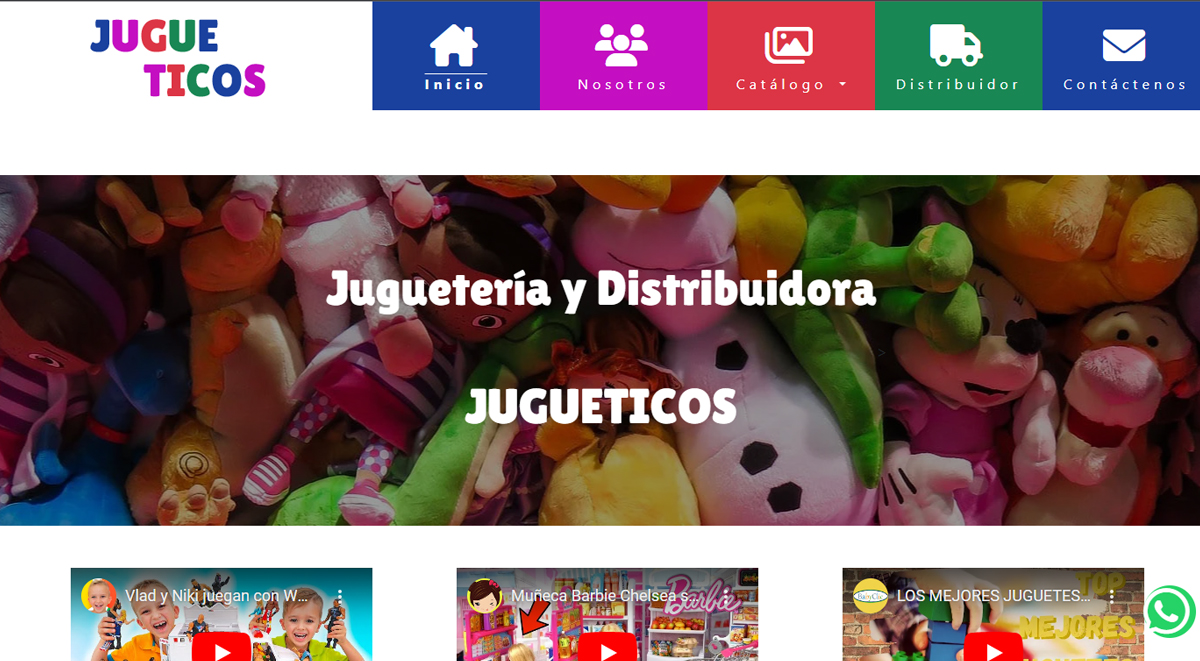 JUGUE
TICOS
Inicio
Nosotros
Catálogo
Distribuidor
Contáctenos
Juguetería y Distribuidora
JUGUETICOS
Vlad y Niki juegan con W...
Muñeca Barbie Chelsea s...
Barbie
LOS MEJORES JUGUETES...
TOP
MEJORES